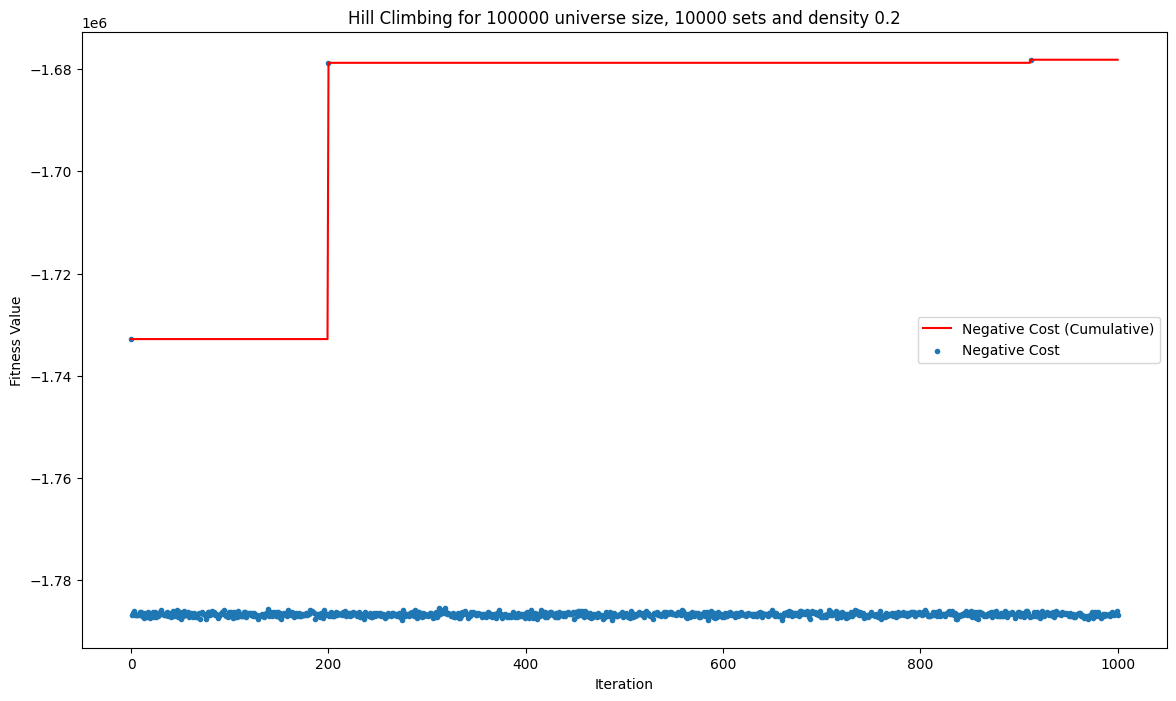 Hill Climbing for 100000 universe size, 10000 sets and density 0.2
1e6
−1.68
−1.70
−1.72
−1.74
−1.76
−1.78
Fitness Value
Negative Cost (Cumulative)
Negative Cost
0
200
400
600
800
1000
Iteration